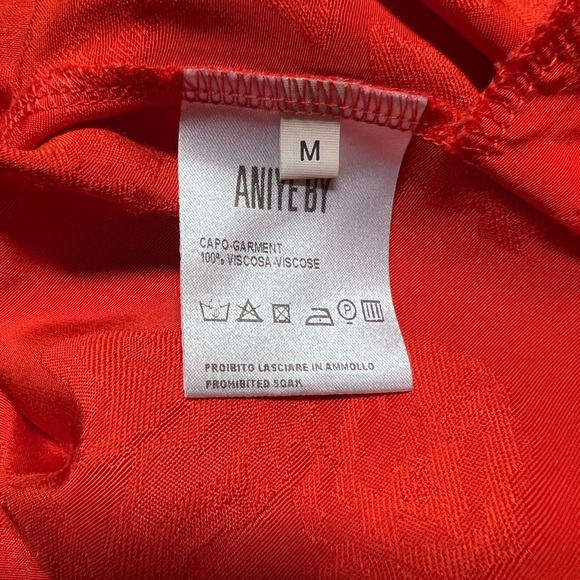 M
ANIYE BY
CAPO-GARMENT
100% VISCOSA-VISCOSE
P
PROIBITO LASCIARE IN AMMOLLO
PROHIBITED SOAK